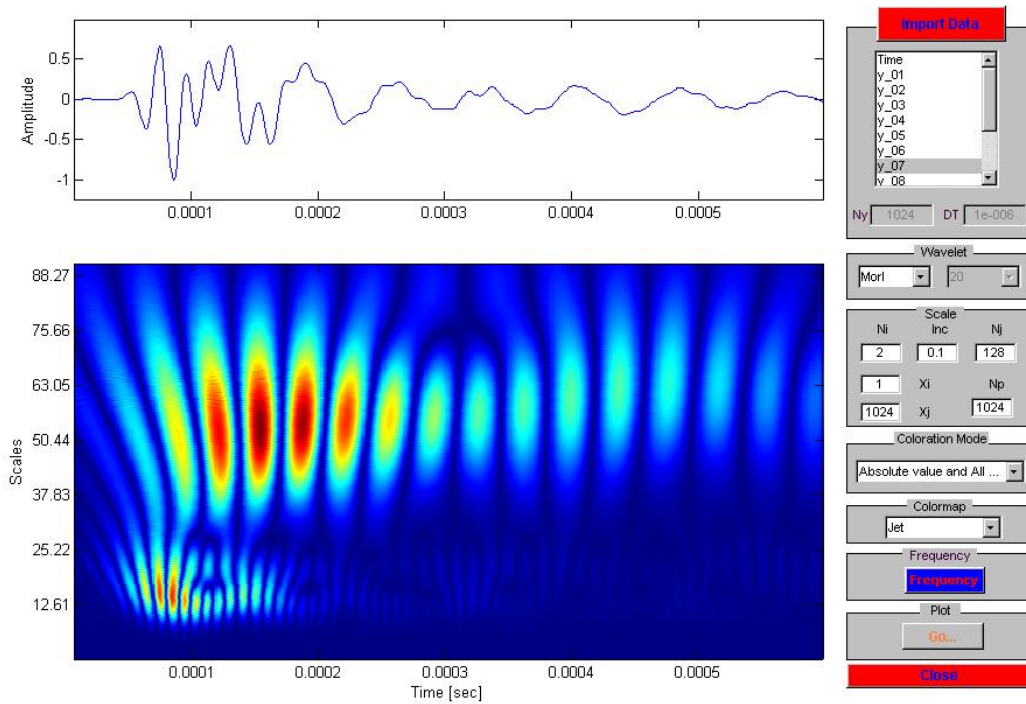 0.5
0
-0.5
-1
Amplitude
0.0001 0.0002 0.0003 0.0004 0.0005
88.27
75.66
63.05
50.44
37.83
25.22
12.61
Scales
0.0001 0.0002 0.0003 0.0004 0.0005
Time [sec]
Import Data
Time
y_01
y_02
y_03
y_04
y_05
y_06
y_07
y_08
Ny 1024 DT 1e-006
Wavelet
Morl 20
Scale
Ni Inc Nj
2 0.1 128
1 Xi Np
1024 Xj 1024
Coloration Mode
Absolute value and All ...
Colormap
Jet
Frequency
Frequency
Plot
Go...
Close